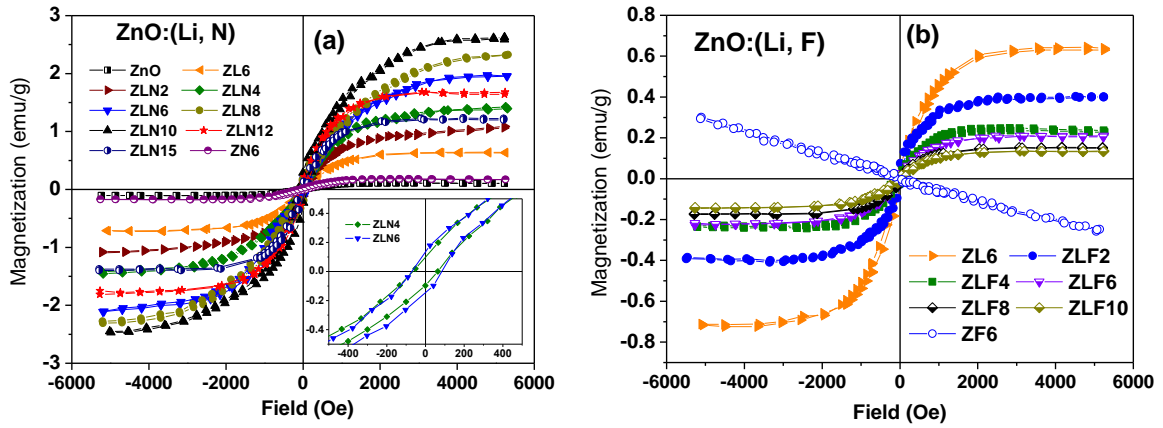 ZnO:(Li, N)
(a)
ZnO ZL6
ZLN2 ZLN4
ZLN6 ZLN8
ZLN10 ZLN12
ZLN15 ZN6
Magnetization (emu/g)
3
2
1
0
-1
-2
-3
-6000 -4000 -2000 0 2000 4000 6000
Field (Oe)
ZLN4
ZLN6
0.4
0.2
0.0
-0.2
0.4
-400 -200 0 200 400
ZnO:(Li, F)
(b)
Magnetization (emu/g)
0.8
0.6
0.4
0.2
0.0
-0.2
-0.4
-0.6
-0.8
ZL6 ZLF2
ZLF4 ZLF6
ZLF8 ZLF10
ZF6
-6000 -4000 -2000 0 2000 4000 6000
Field (Oe)